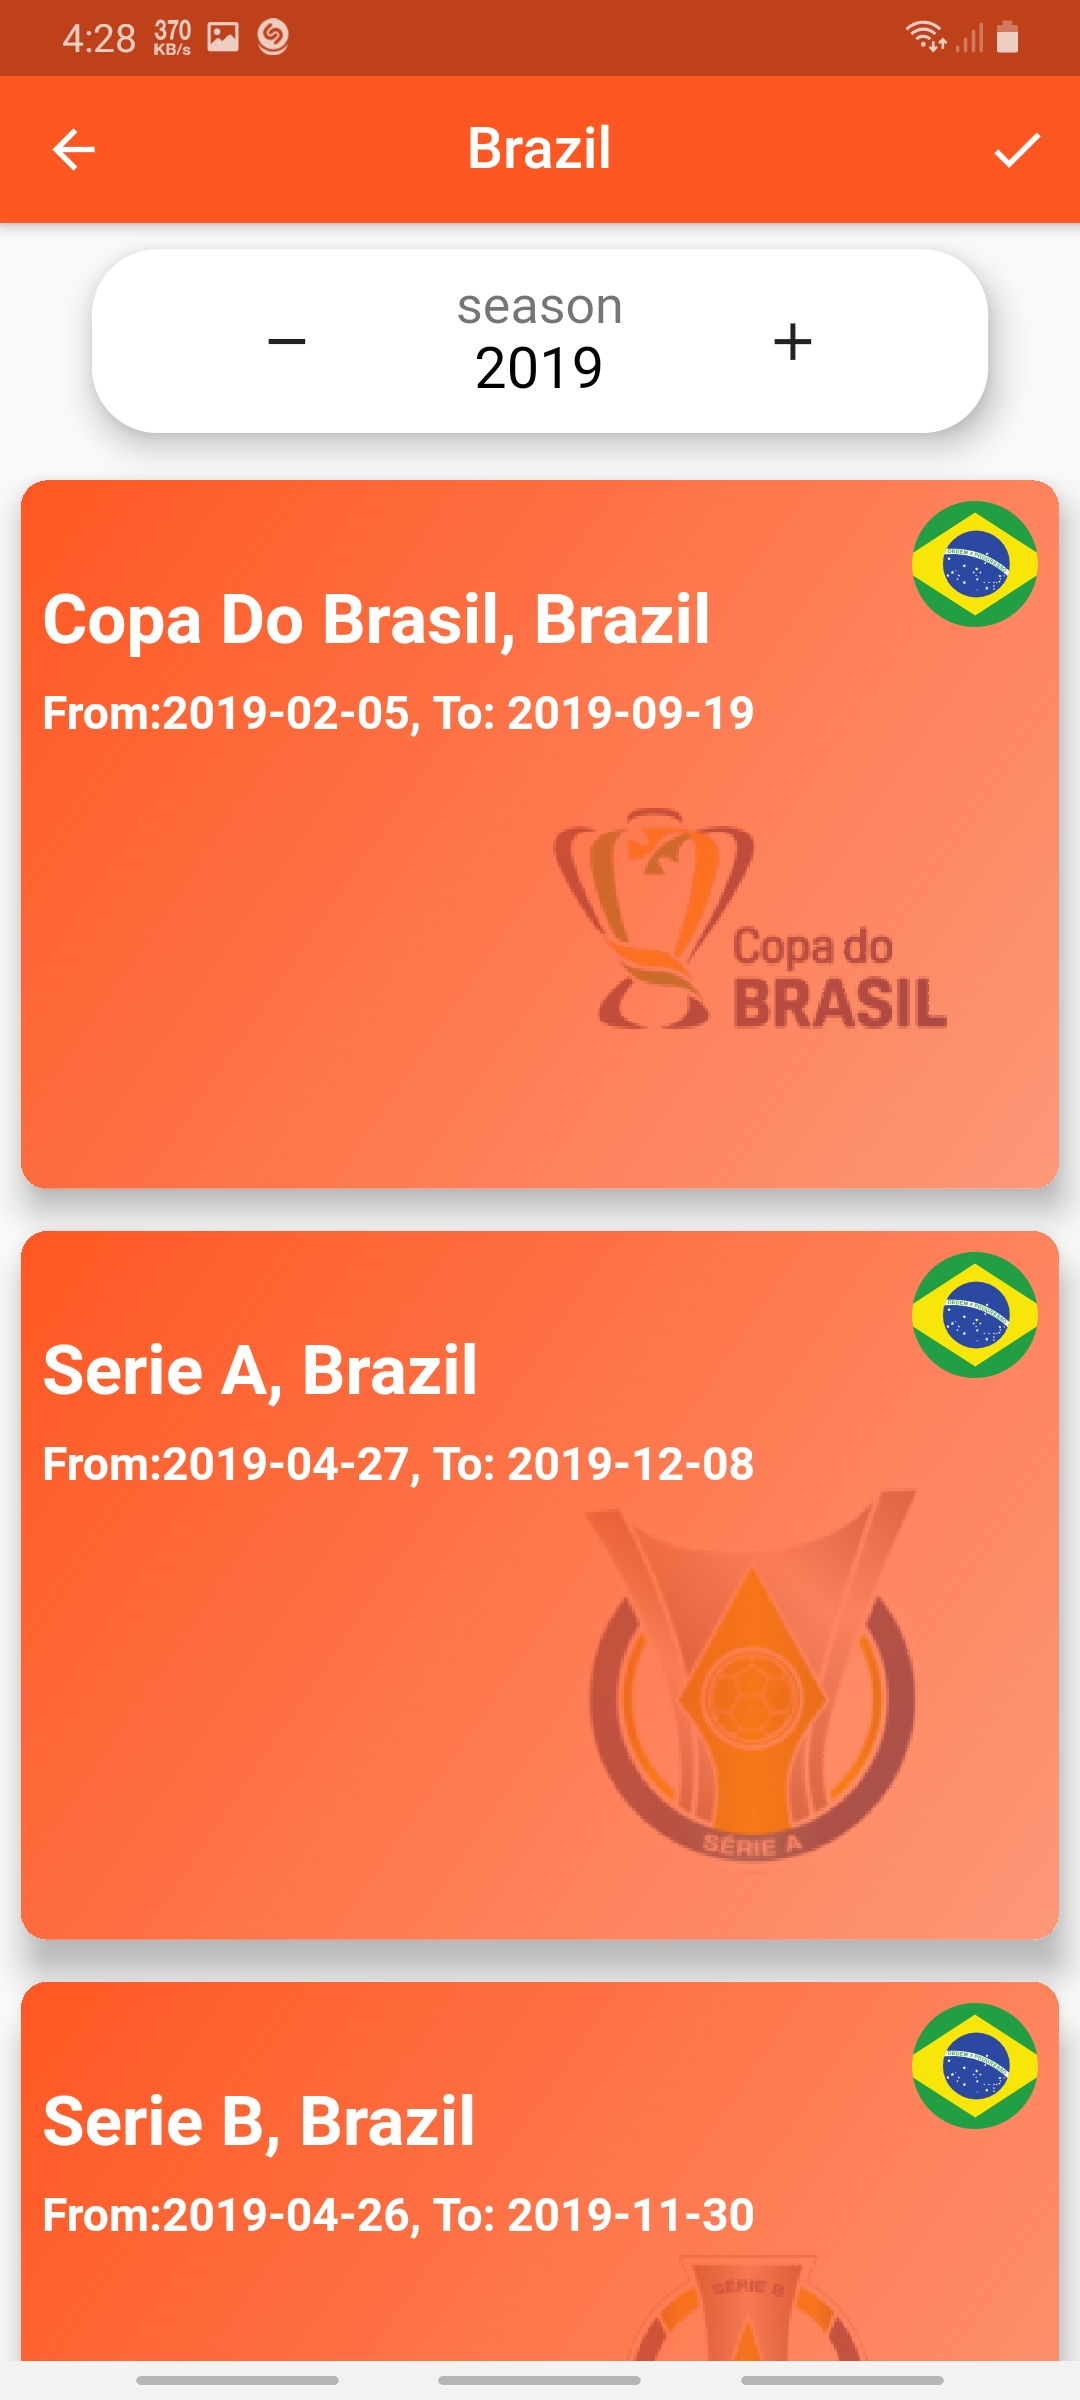 4:28 370 KB/s
Brazil
season
2019
Copa Do Brasil, Brazil
From:2019-02-05, To: 2019-09-19
Copa do
BRASIL
Serie A, Brazil
From:2019-04-27, To: 2019-12-08
SÉRIE A
Serie B, Brazil
From:2019-04-26, To: 2019-11-30
SÉRIE B